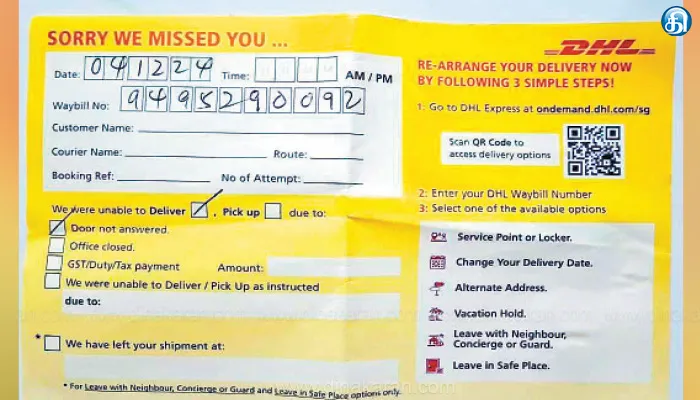 தி
SORRY WE MISSED YOU ...
Date: 041224 Time: AM / PM
Waybill No: 9495290092
Customer Name:
Courier Name: Route:
Booking Ref: No of Attempt:
We were unable to Deliver , Pick up due to:
Door not answered.
Office closed.
GST/Duty/Tax payment Amount:
We were unable to Deliver / Pick Up as instructed
due to:
* We have left your shipment at:
* For Leave with Neighbour, Concierge or Guard and Leave in Safe Place options only.
DHL
RE-ARRANGE YOUR DELIVERY NOW
BY FOLLOWING 3 SIMPLE STEPS!
1: Go to DHL Express at ondemand.dhl.com/sg
Scan QR Code to
access delivery options
2: Enter your DHL Waybill Number
3: Select one of the available options
Service Point or Locker.
Change Your Delivery Date.
Alternate Address.
Vacation Hold.
Leave with Neighbour,
Concierge or Guard.
Leave in Safe Place.